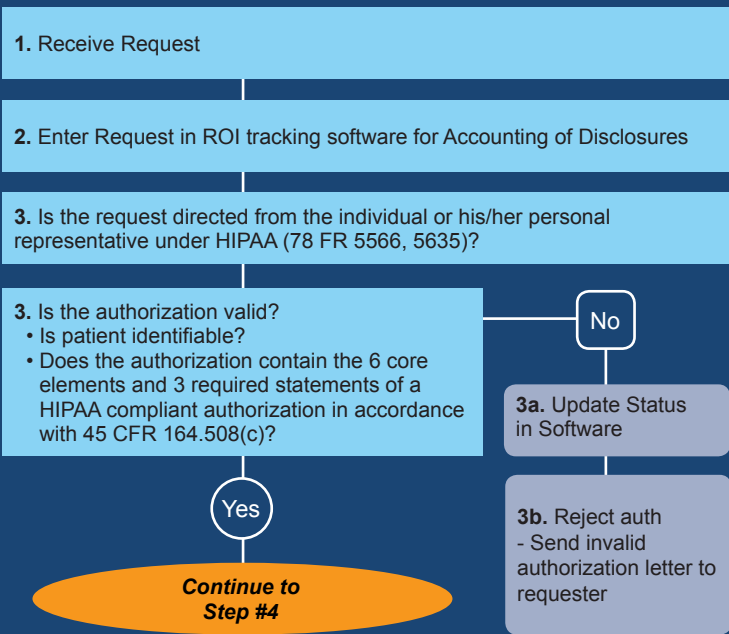 1. Receive Request
2. Enter Request in ROI tracking software for Accounting of Disclosures
3. Is the request directed from the individual or his/her personal
representative under HIPAA (78 FR 5566, 5635)?
3. Is the authorization valid?
• Is patient identifiable?
• Does the authorization contain the 6 core
elements and 3 required statements of a
HIPAA compliant authorization in accordance
with 45 CFR 164.508(c)?
No
3a. Update Status
in Software
3b. Reject auth
- Send invalid
authorization letter to
requester
Yes
Continue to
Step #4